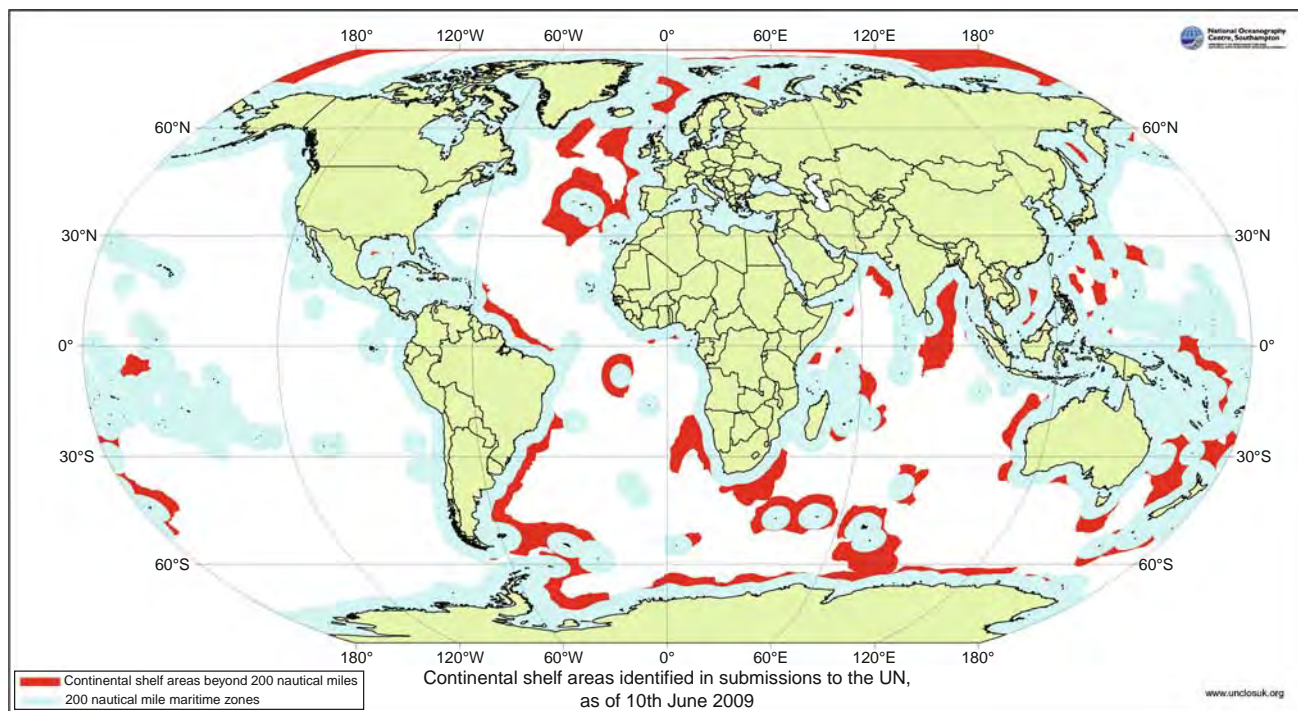 180° 120°W 60°W 0° 60°E 120°E 180°
National Oceanography
Centre, Southampton
60°N 60°N
30°N 30°N
0° 0°
30°S 30°S
60°S 60°S
180° 120°W 60°W 0° 60°E 120°E 180°
Continental shelf areas beyond 200 nautical miles
200 nautical mile maritime zones
Continental shelf areas identified in submissions to the UN,
as of 10th June 2009
www.unclosuk.org